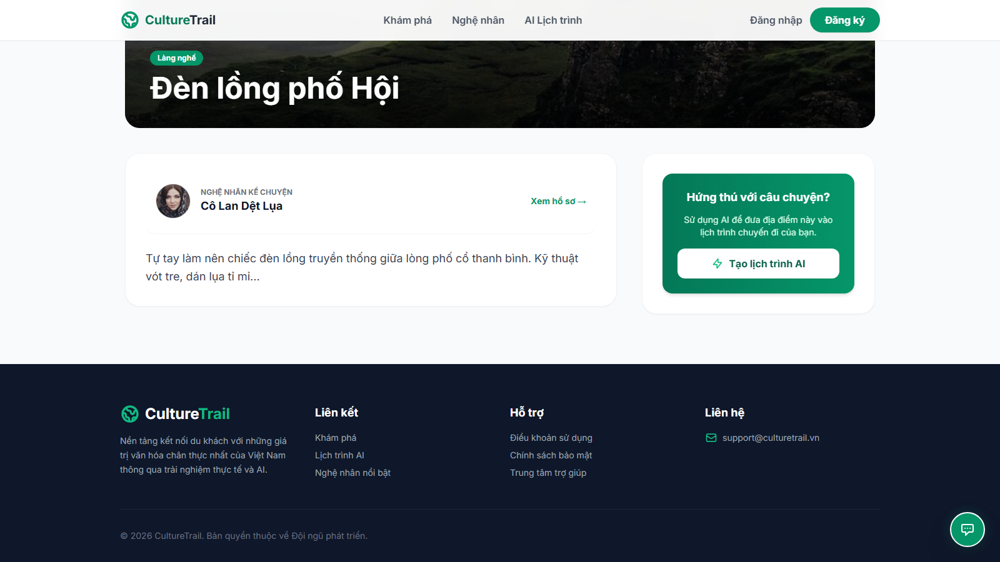 CultureTrail
Khám phá
Nghệ nhân
AI Lịch trình
Đăng nhập
Đăng ký
Làng nghề
Đèn lồng phố Hội
NGHỆ NHÂN KỂ CHUYỆN
Cô Lan Dệt Lụa
Xem hồ sơ →
Tự tay làm nên chiếc đèn lồng truyền thống giữa lòng phố cổ thanh bình. Kỹ thuật
vót tre, dán lụa tỉ mỉ...
Hứng thú với câu chuyện?
Sử dụng AI để đưa địa điểm này vào
lịch trình chuyến đi của bạn.
Tạo lịch trình AI
CultureTrail
Nền tảng kết nối du khách với những giá
trị văn hóa chân thực nhất của Việt Nam
thông qua trải nghiệm thực tế và AI.
Liên kết
Khám phá
Lịch trình AI
Nghệ nhân nổi bật
Hỗ trợ
Điều khoản sử dụng
Chính sách bảo mật
Trung tâm trợ giúp
Liên hệ
support@culturetrail.vn
© 2026 CultureTrail. Bản quyền thuộc về Đội ngũ phát triển.